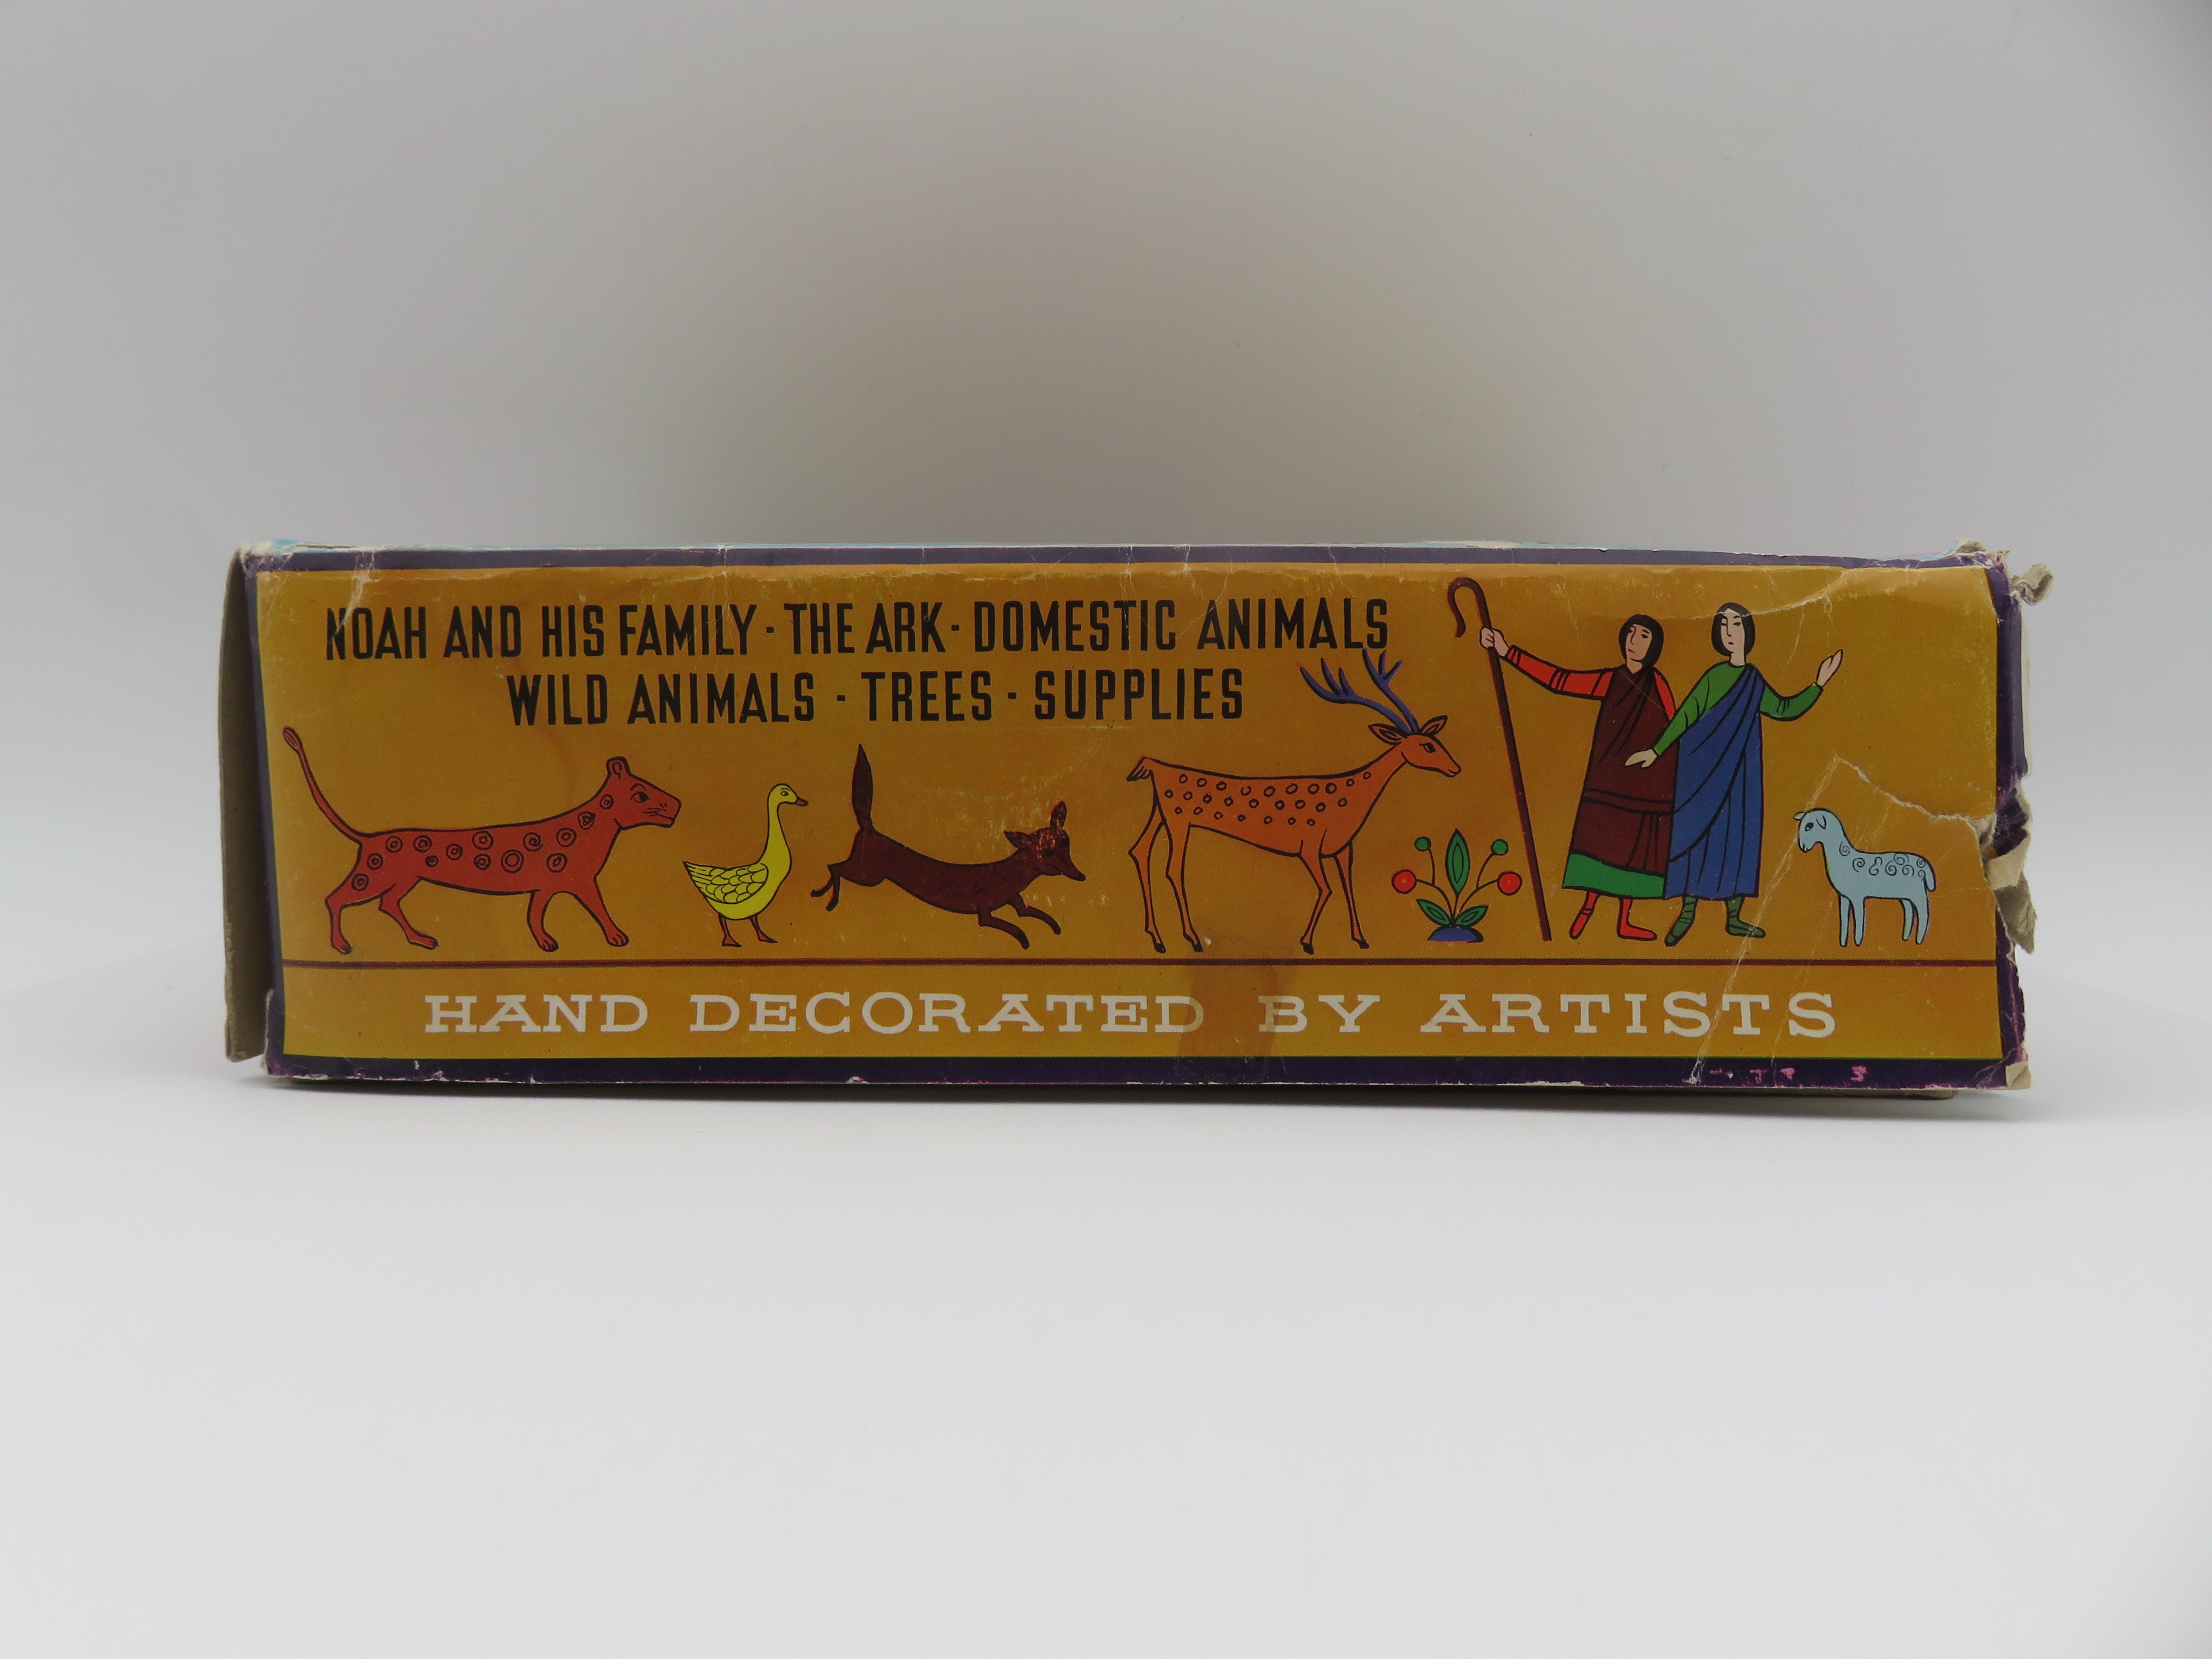 NOAH AND HIS FAMILY - THE ARK - DOMESTIC ANIMALS
WILD ANIMALS - TREES - SUPPLIES
HAND DECORATED BY ARTISTS